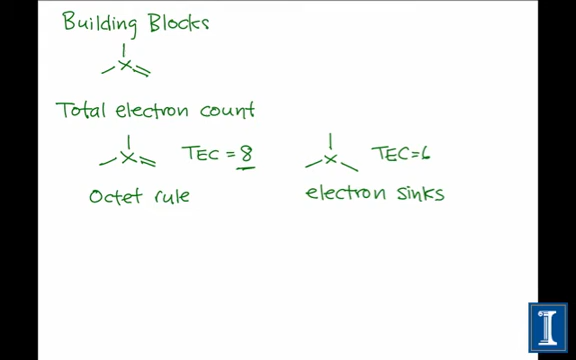 Building Blocks
X
Total electron count
X TEC = 8 X TEC=6
Octet rule electron sinks
I